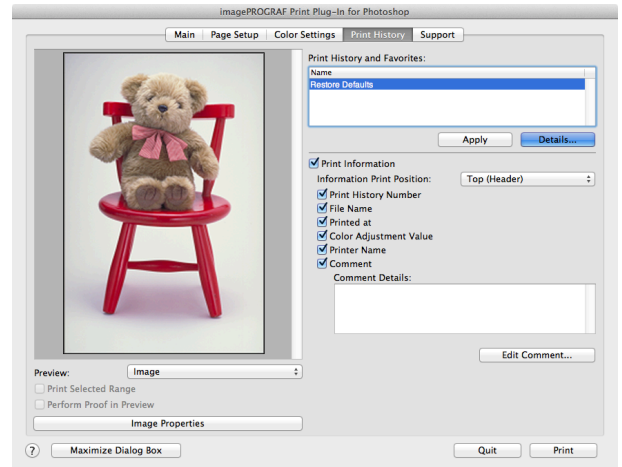 imagePROGRAF Print Plug-In for Photoshop
Main Page Setup Color Settings Print History Support
Print History and Favorites:
Name
Restore Defaults
Apply Details...
Print Information
Information Print Position: Top (Header)
Print History Number
File Name
Printed at
Color Adjustment Value
Printer Name
Comment
Comment Details:
Edit Comment...
Preview: Image
Print Selected Range
Perform Proof in Preview
Image Properties
? Maximize Dialog Box Quit Print